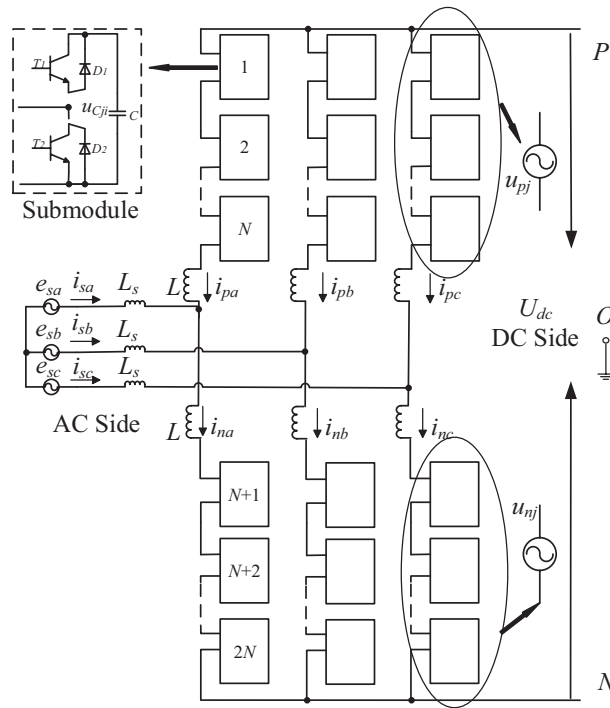 P
T1
D1
uCji
C
T2
D2
Submodule
1
2
N
upj
esa
isa
Ls
L
ipa
ipb
ipc
Udc
O
DC Side
esb
isb
Ls
esc
isc
Ls
AC Side
L
ina
inb
inc
N+1
unj
N+2
2N
N